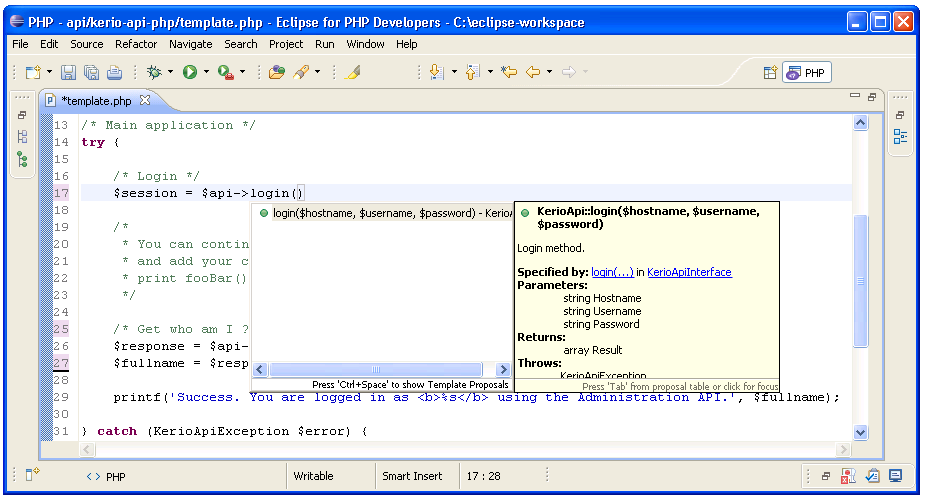 PHP - api/kerio-api-php/template.php - Eclipse for PHP Developers - C:\eclipse-workspace
File Edit Source Refactor Navigate Search Project Run Window Help
PHP
*template.php
13 /* Main application */
14 try {
15
16 /* Login */
17 $session = $api->login()
18
19 /*
20 * You can contin
21 * and add your c
22 * print fooBar()
23 */
24
25 /* Get who am I ?
26 $response = $api-
27 $fullname = $resp
28
29 printf('Success. You are logged in as <b>%s</b> using the Administration API.', $fullname);
30
31 } catch (KerioApiException $error) {
login($hostname, $username, $password) - KerioA
Press 'Ctrl+Space' to show Template Proposals
KerioApi::login($hostname, $username,
$password)
Login method.
Specified by: login(...) in KerioApiInterface
Parameters:
string Hostname
string Username
string Password
Returns:
array Result
Throws:
KerioApiException
Press 'Tab' from proposal table or click for focus
<> PHP
Writable
Smart Insert
17 : 28